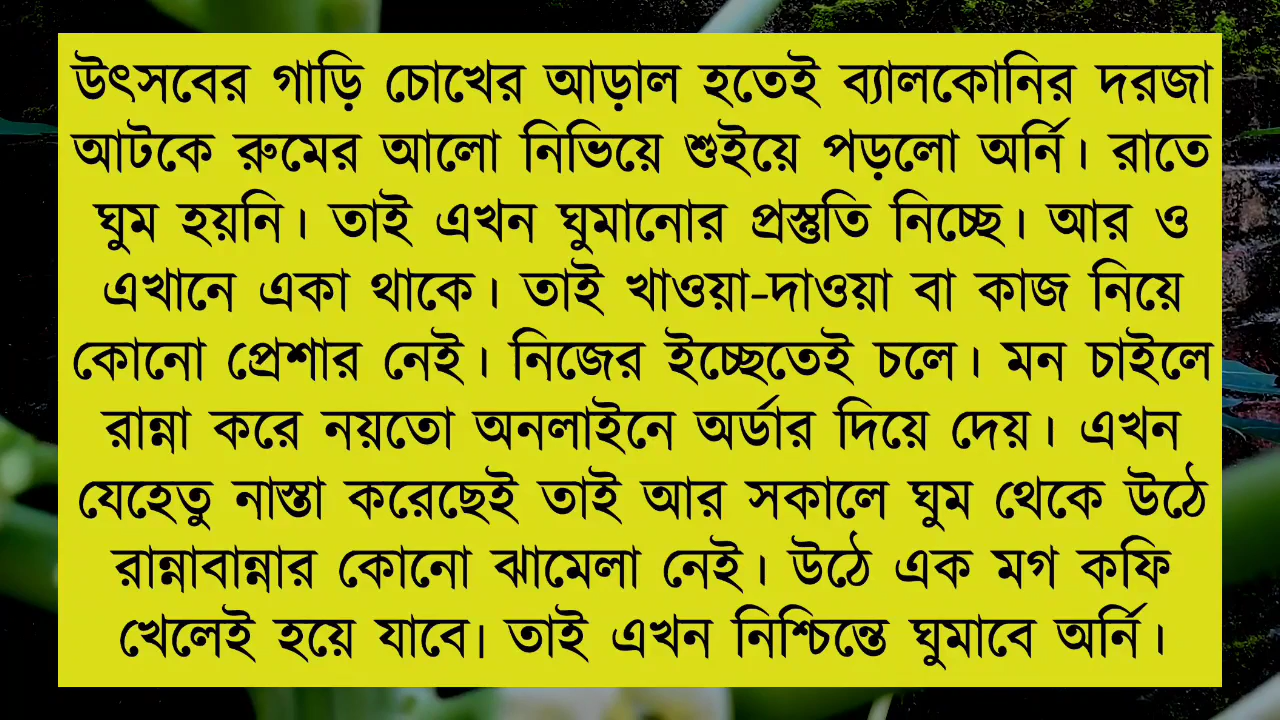 উৎসবের গাড়ি চোখের আড়াল হতেই ব্যালকোনির দরজা
আটকে রুমের আলো নিভিয়ে শুইয়ে পড়লো অর্নি। রাতে
ঘুম হয়নি। তাই এখন ঘুমানোর প্রস্তুতি নিচ্ছে। আর ও
এখানে একা থাকে। তাই খাওয়া-দাওয়া বা কাজ নিয়ে
কোনো প্রেশার নেই। নিজের ইচ্ছেতেই চলে। মন চাইলে
রান্না করে নয়তো অনলাইনে অর্ডার দিয়ে দেয়। এখন
যেহেতু নাস্তা করেছেই তাই আর সকালে ঘুম থেকে উঠে
রান্নাবান্নার কোনো ঝামেলা নেই। উঠে এক মগ কফি
খেলেই হয়ে যাবে। তাই এখন নিশ্চিন্তে ঘুমাবে অর্নি।